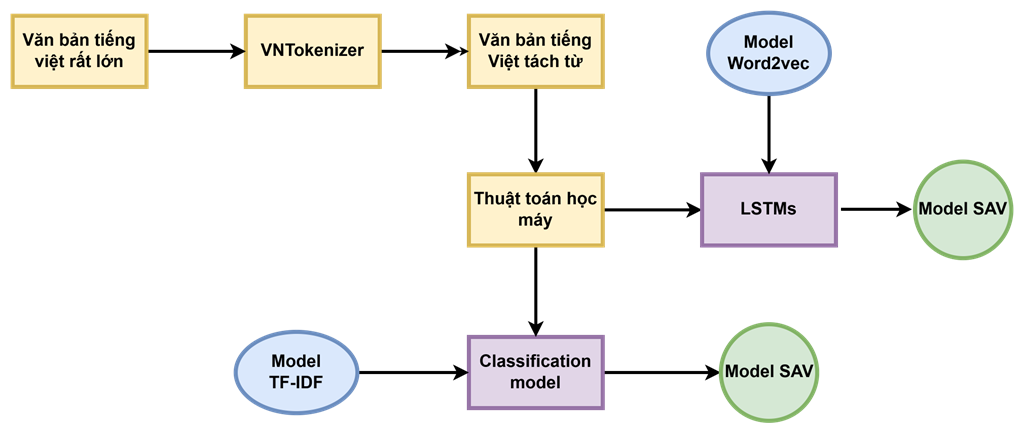 Văn bản tiếng
việt rất lớn
VNTokenizer
Văn bản tiếng
Việt tách từ
Model
Word2vec
Thuật toán học
máy
LSTMs
Model SAV
Model
TF-IDF
Classification
model
Model SAV